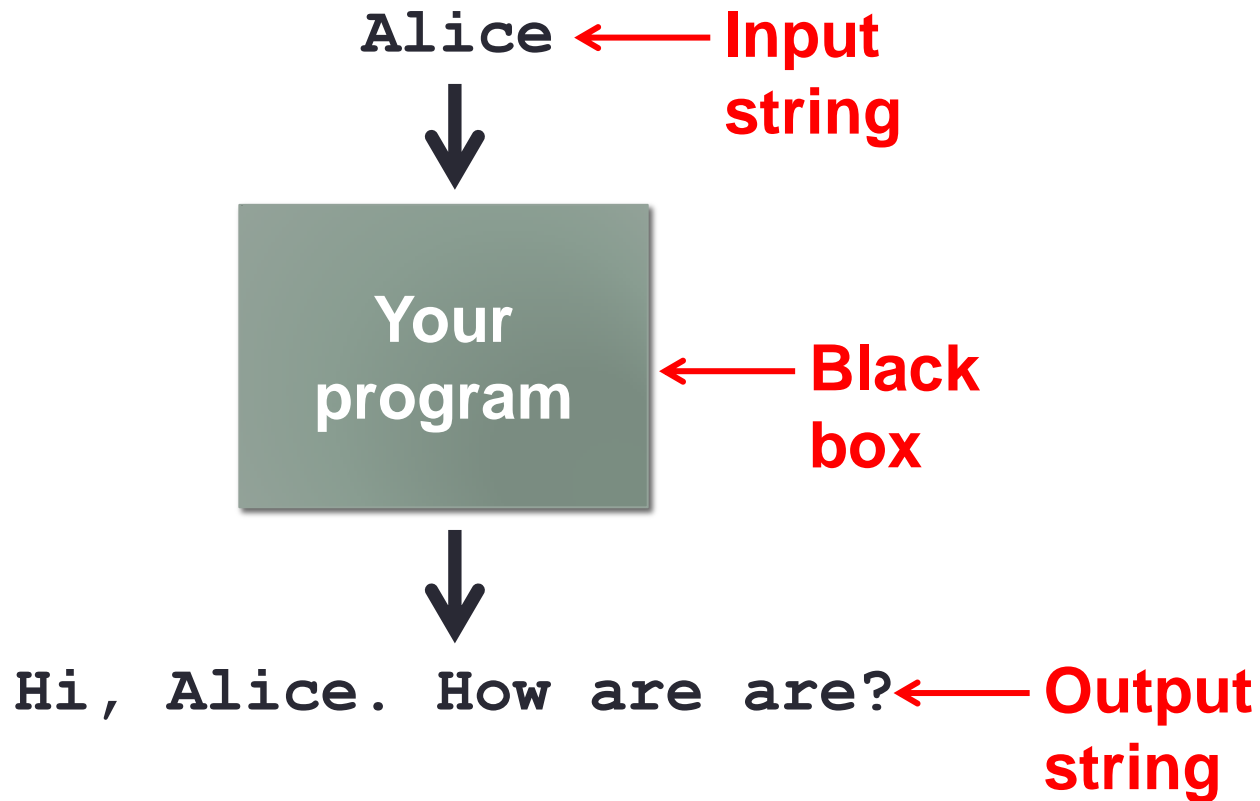 Alice
Input
string
Your
program
Black
box
Hi, Alice. How are are?
Output
string